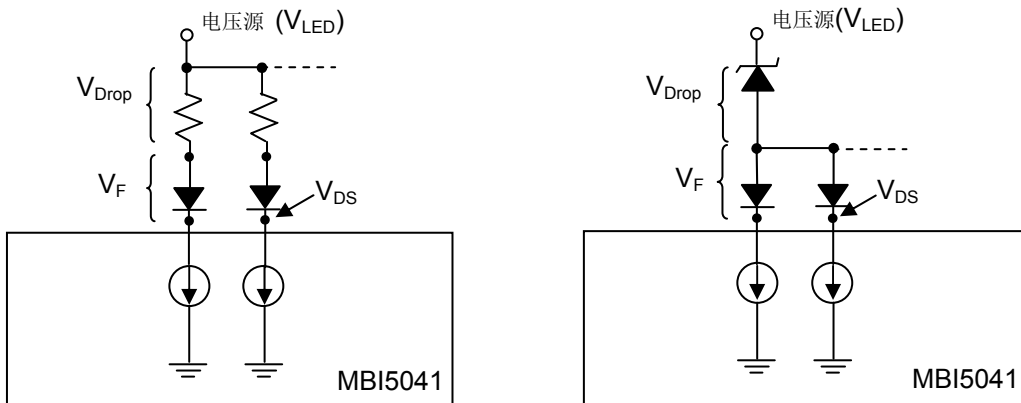 电压源 (VLED)
VDrop
VF
VDS
MBI5041
电压源(VLED)
VDrop
VF
VDS
MBI5041